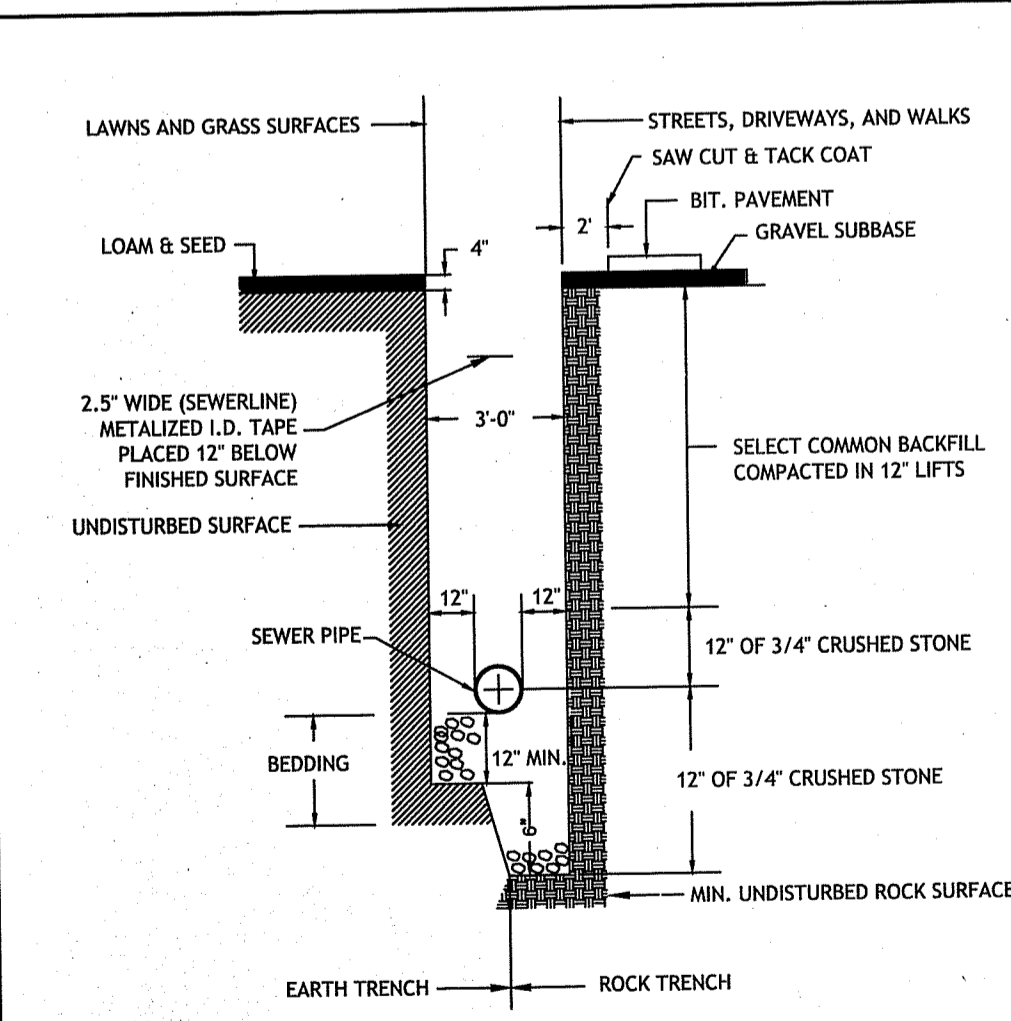 LAWNS AND GRASS SURFACES
STREETS, DRIVEWAYS, AND WALKS
SAW CUT & TACK COAT
BIT. PAVEMENT
2'
GRAVEL SUBBASE
LOAM & SEED
4"
2.5" WIDE (SEWERLINE)
METALIZED I.D. TAPE
PLACED 12" BELOW
FINISHED SURFACE
3'-0"
SELECT COMMON BACKFILL
COMPACTED IN 12" LIFTS
UNDISTURBED SURFACE
12"
12"
SEWER PIPE
12" OF 3/4" CRUSHED STONE
BEDDING
12" MIN.
12" OF 3/4" CRUSHED STONE
6"
MIN. UNDISTURBED ROCK SURFACE
EARTH TRENCH
ROCK TRENCH